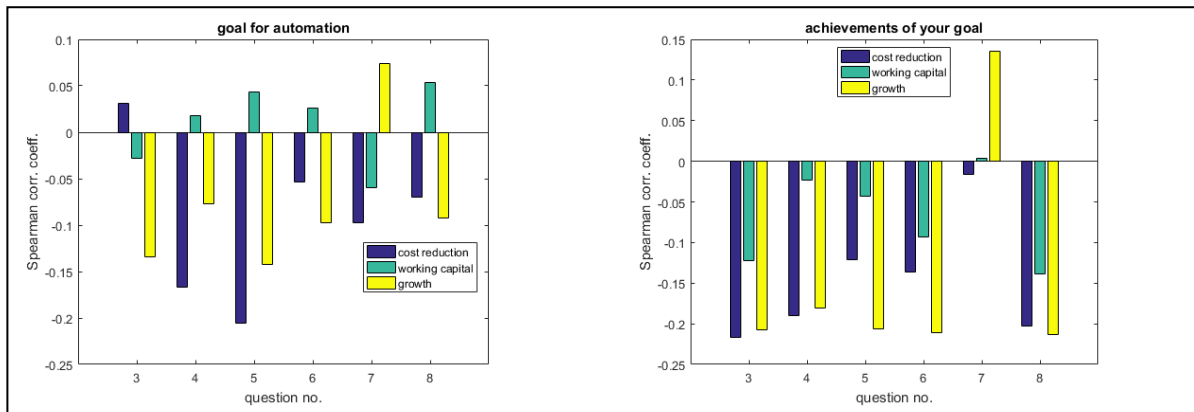 goal for automation
0.1
0.05
0
-0.05
-0.1
-0.15
-0.2
-0.25
Spearman corr. coeff.
cost reduction
working capital
growth
3 4 5 6 7 8
question no.
achievements of your goal
0.15
0.1
0.05
0
-0.05
-0.1
-0.15
-0.2
-0.25
Spearman corr. coeff.
cost reduction
working capital
growth
3 4 5 6 7 8
question no.